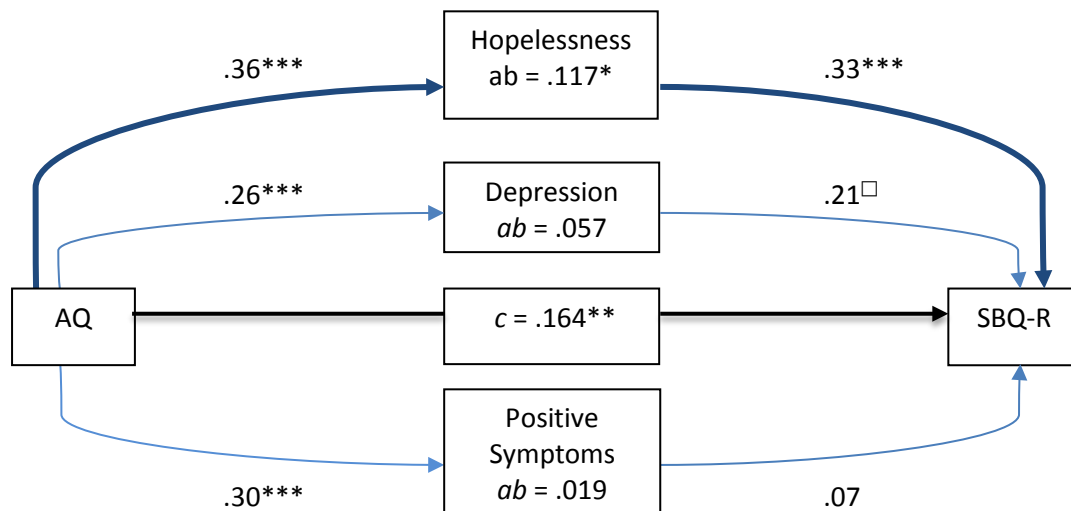 Hopelessness
ab = .117*
.36***
.33***
Depression
ab = .057
.26***
.21□
AQ
c = .164**
SBQ-R
Positive
Symptoms
ab = .019
.30***
.07